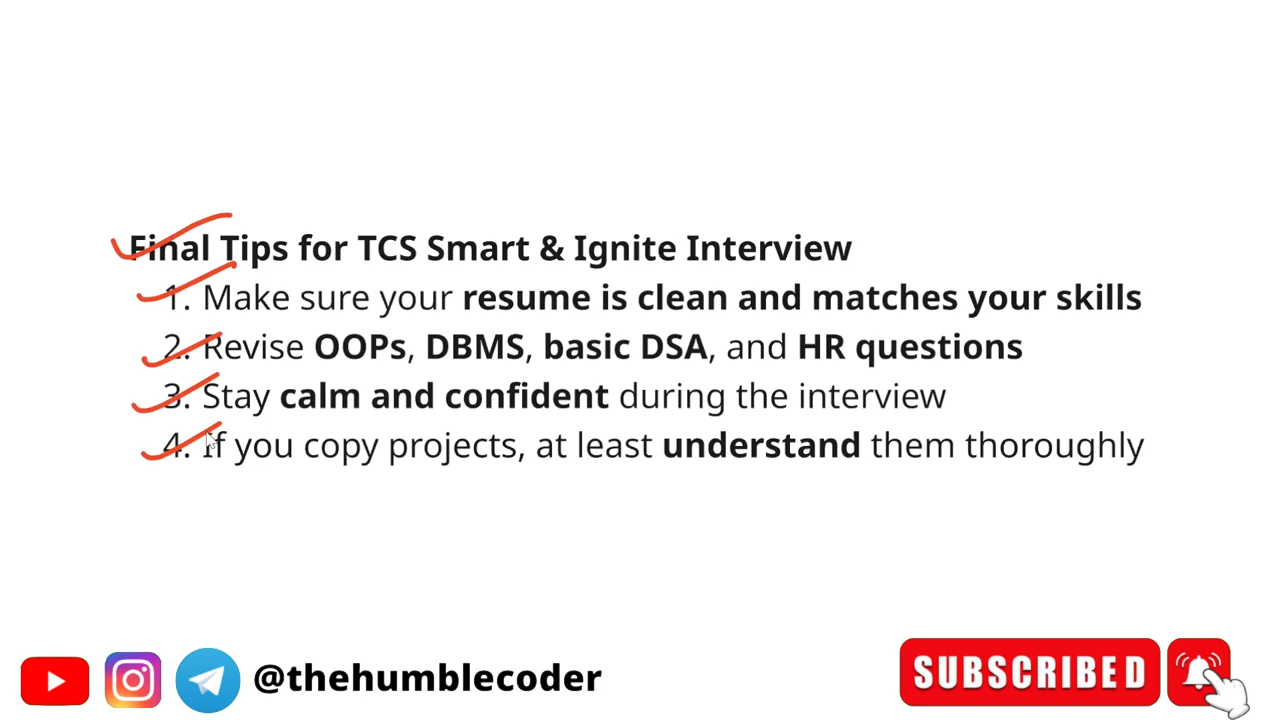 Final Tips for TCS Smart & Ignite Interview
1. Make sure your resume is clean and matches your skills
2. Revise OOPs, DBMS, basic DSA, and HR questions
3. Stay calm and confident during the interview
4. If you copy projects, at least understand them thoroughly
@thehumblecoder
SUBSCRIBED